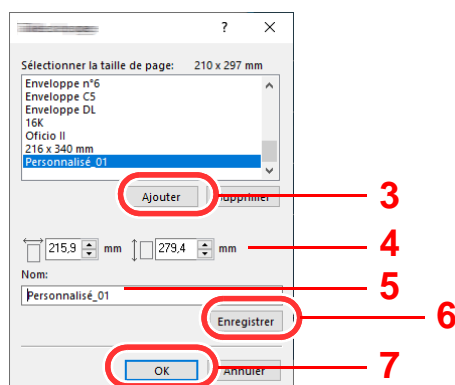 ? ×
Sélectionner la taille de page: 210 x 297 mm
Enveloppe n°6
Enveloppe C5
Enveloppe DL
16K
Oficio II
216 x 340 mm
Personnalisé_01
Ajouter Supprimer 3
215,9 mm 279,4 mm 4
Nom:
5
Personnalisé_01
Enregistrer 6
OK Annuler 7